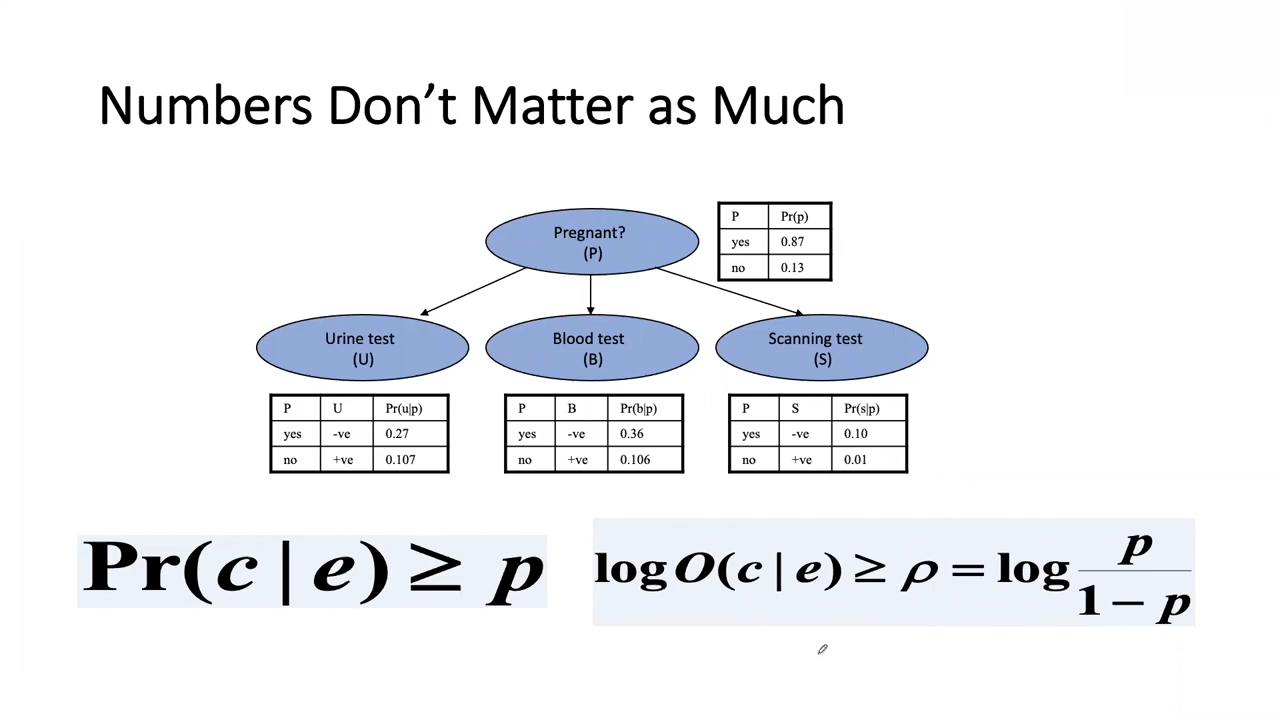 Numbers Don't Matter as Much
Pregnant?
(P)
P Pr(p)
yes 0.87
no 0.13
Urine test
(U)
Blood test
(B)
Scanning test
(S)
P U Pr(u|p)
yes -ve 0.27
no +ve 0.107
P B Pr(b|p)
yes -ve 0.36
no +ve 0.106
P S Pr(s|p)
yes -ve 0.10
no +ve 0.01
Pr(c | e) ≥ p
log O(c | e) ≥ ρ = log p / 1 − p